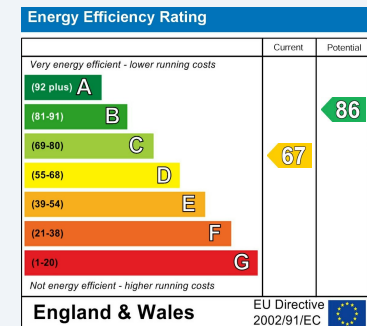 Energy Efficiency Rating
Current Potential
Very energy efficient - lower running costs
(92 plus) A
(81-91) B
86
(69-80) C
67
(55-68) D
(39-54) E
(21-38) F
(1-20) G
Not energy efficient - higher running costs
England & Wales
EU Directive
2002/91/EC